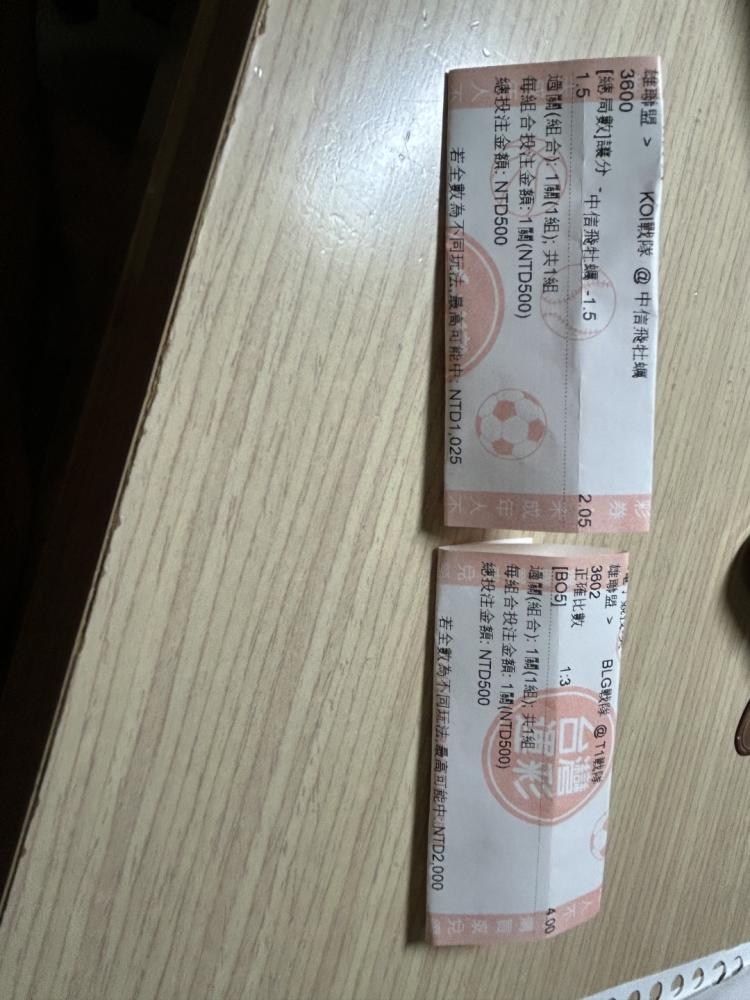 雄聯盟 > KOI戰隊 @ 中信飛牡蠣
3600
[總局數]讓分 - 中信飛牡蠣 -1.5
1.5 2.05
過關(組合): 1關(1組); 共1組
每組合投注金額: 1關(NTD500)
總投注金額: NTD500
若全數為不同玩法,最高可能中: NTD1,025
雄聯盟 > BLG戰隊 @ T1戰隊
3602
正確比數
[BO5] 1:3 4.00
過關(組合): 1關(1組); 共1組
每組合投注金額: 1關(NTD500)
總投注金額: NTD500
若全數為不同玩法,最高可能中: NTD2,000
台灣
運彩